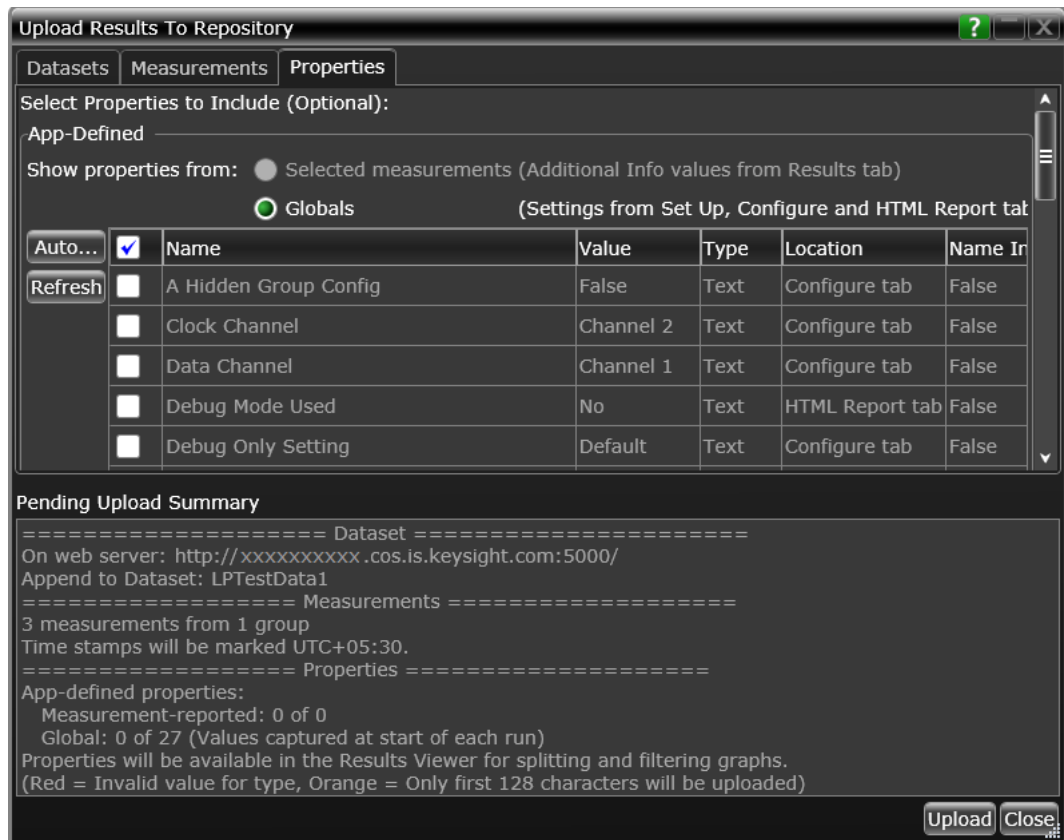 Upload Results To Repository ? X
Datasets Measurements Properties
Select Properties to Include (Optional):
App-Defined
Show properties from: Selected measurements (Additional Info values from Results tab)
Globals (Settings from Set Up, Configure and HTML Report tab
Auto... Name Value Type Location Name In
Refresh A Hidden Group Config False Text Configure tab False
Clock Channel Channel 2 Text Configure tab False
Data Channel Channel 1 Text Configure tab False
Debug Mode Used No Text HTML Report tab False
Debug Only Setting Default Text Configure tab False
Pending Upload Summary
==================== Dataset ======================
On web server: http://xxxxxxxxxx.cos.is.keysight.com:5000/
Append to Dataset: LPTestData1
================== Measurements ===================
3 measurements from 1 group
Time stamps will be marked UTC+05:30.
================== Properties ====================
App-defined properties:
Measurement-reported: 0 of 0
Global: 0 of 27 (Values captured at start of each run)
Properties will be available in the Results Viewer for splitting and filtering graphs.
(Red = Invalid value for type, Orange = Only first 128 characters will be uploaded)
Upload Close